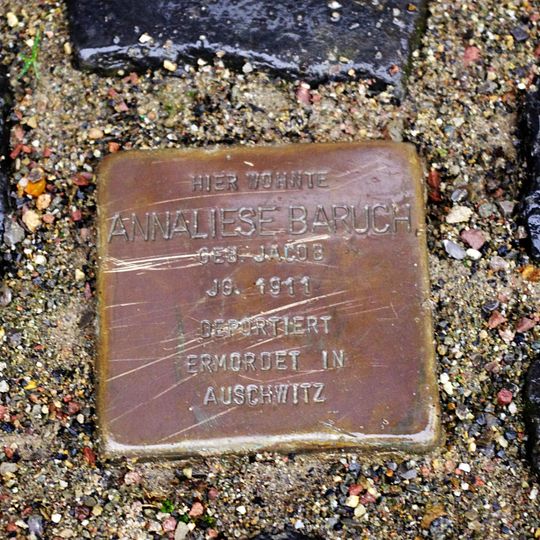 HIER WOHNTE
ANNALIESE BARUCH
GEB. JACOB
JG. 1911
DEPORTIERT
ERMORDET IN
AUSCHWITZ